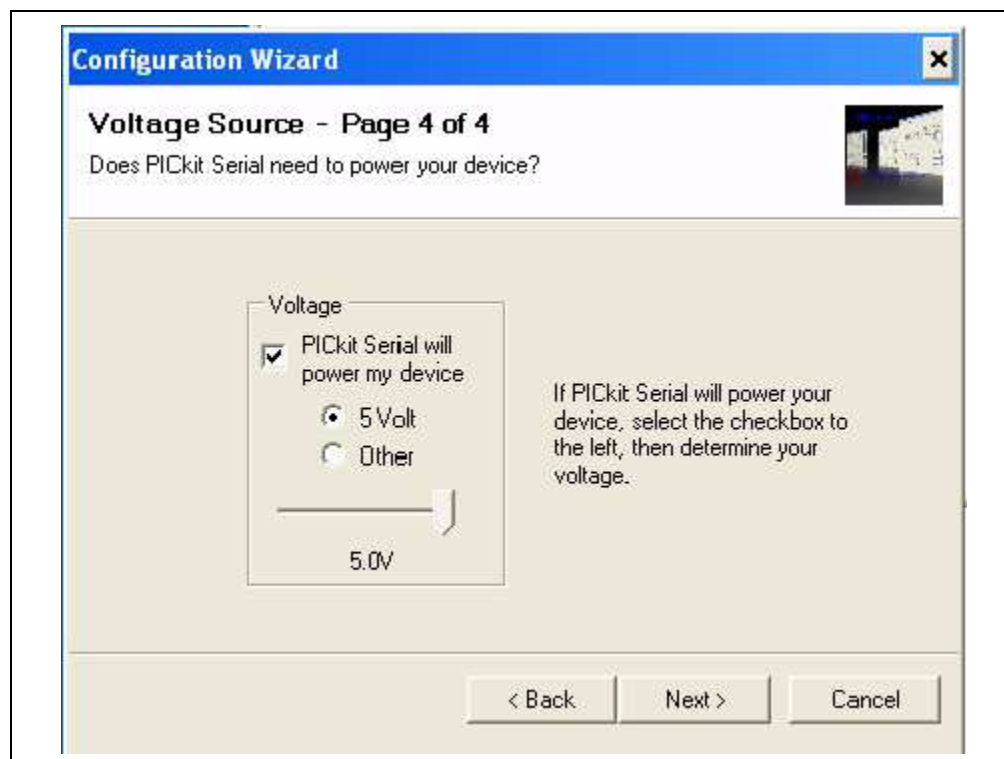 Configuration Wizard
Voltage Source - Page 4 of 4
Does PICkit Serial need to power your device?
Voltage
PICkit Serial will
power my device
5 Volt
Other
5.0V
If PICkit Serial will power your
device, select the checkbox to
the left, then determine your
voltage.
< Back
Next >
Cancel